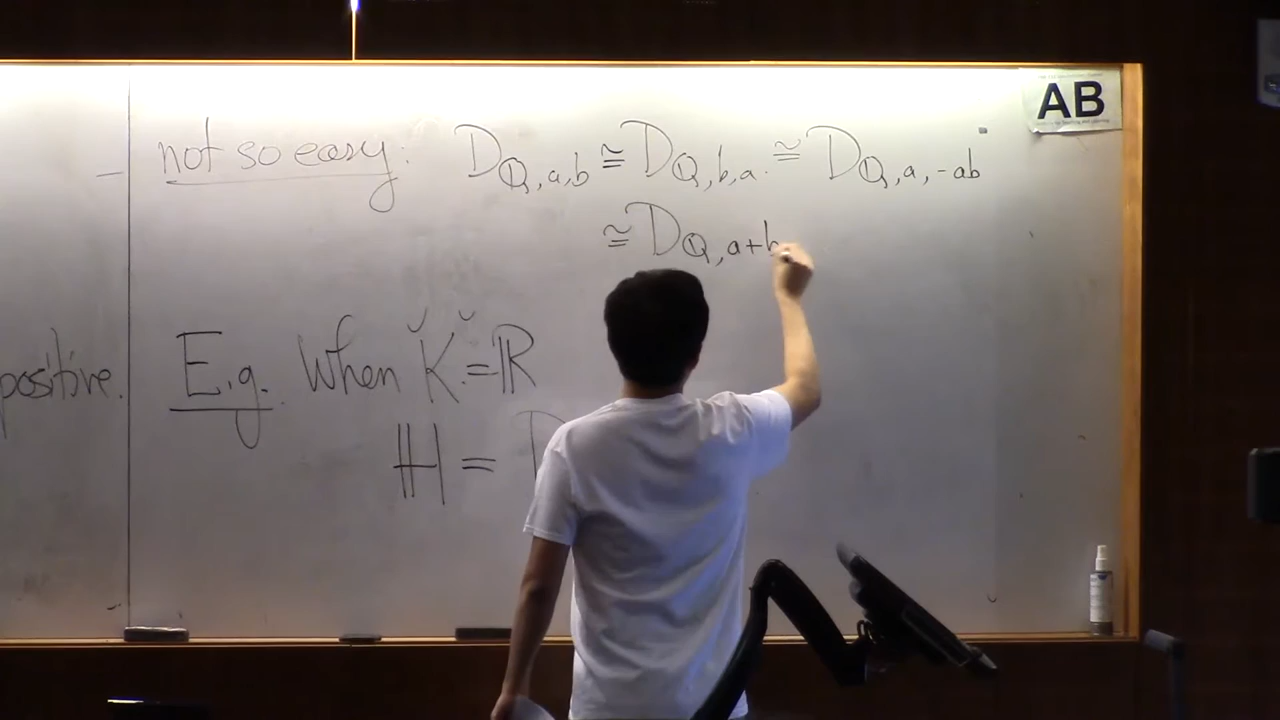 not so easy: D_{ℚ,a,b} ≅ D_{ℚ,b,a} ≅ D_{ℚ,a,-ab}
≅ D_{ℚ,a+b
positive.
E.g. When K = ℝ
ℍ = D
AB